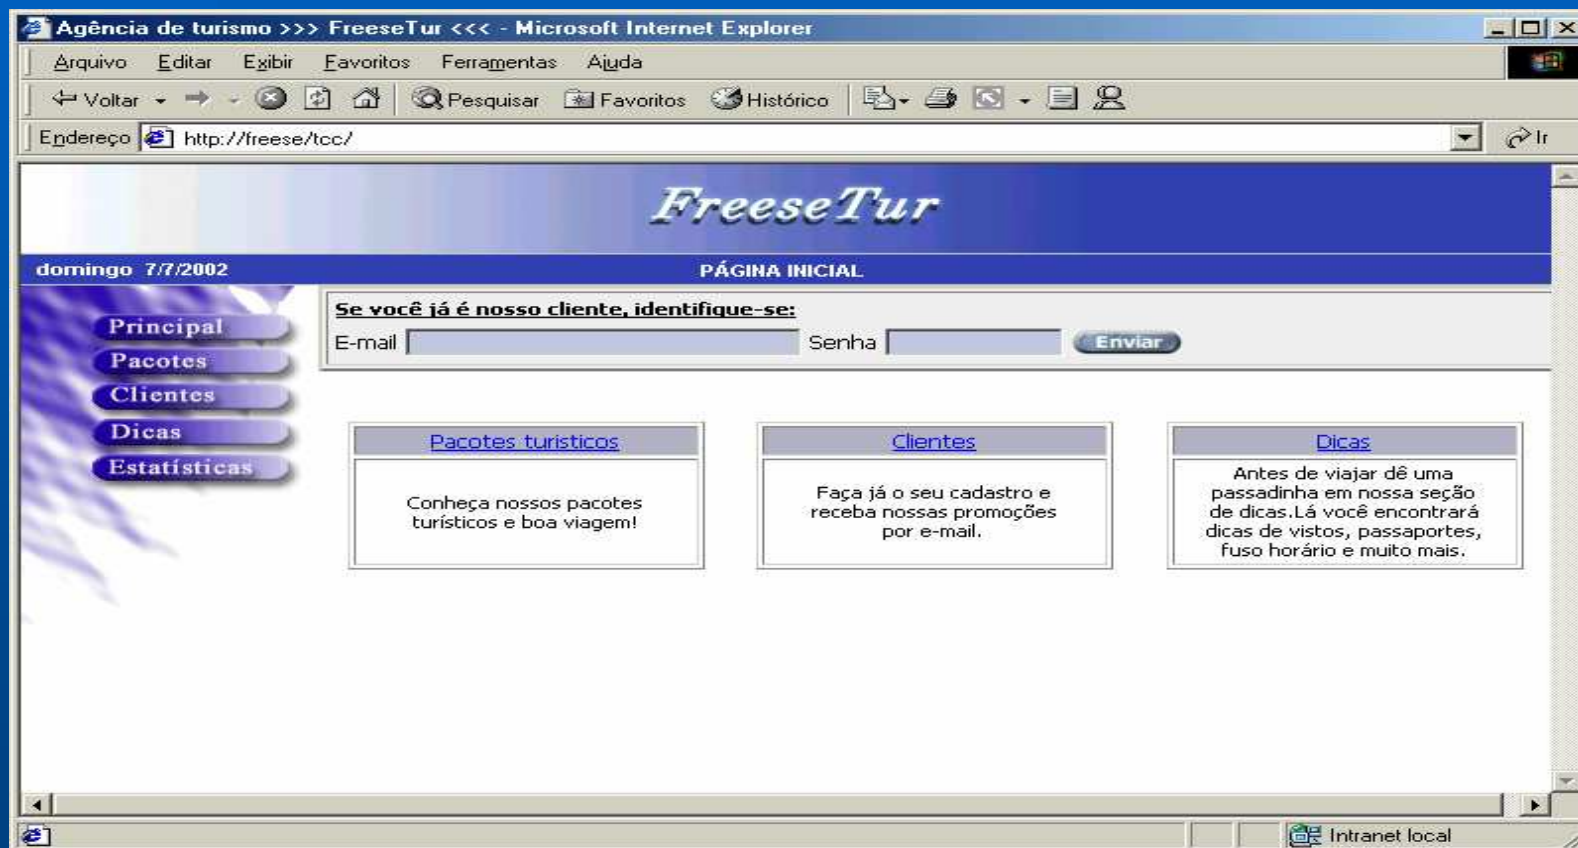 Agência de turismo >>> FreeseTur <<< - Microsoft Internet Explorer
Arquivo Editar Exibir Favoritos Ferramentas Ajuda
Voltar Pesquisar Favoritos Histórico
Endereço http://freese/tcc/ Ir
FreeseTur
domingo 7/7/2002 PÁGINA INICIAL
Se você já é nosso cliente, identifique-se:
E-mail Senha Enviar
Principal
Pacotes
Clientes
Dicas
Estatísticas
Pacotes turisticos
Conheça nossos pacotes
turísticos e boa viagem!
Clientes
Faça já o seu cadastro e
receba nossas promoções
por e-mail.
Dicas
Antes de viajar dê uma
passadinha em nossa seção
de dicas.Lá você encontrará
dicas de vistos, passaportes,
fuso horário e muito mais.
Intranet local